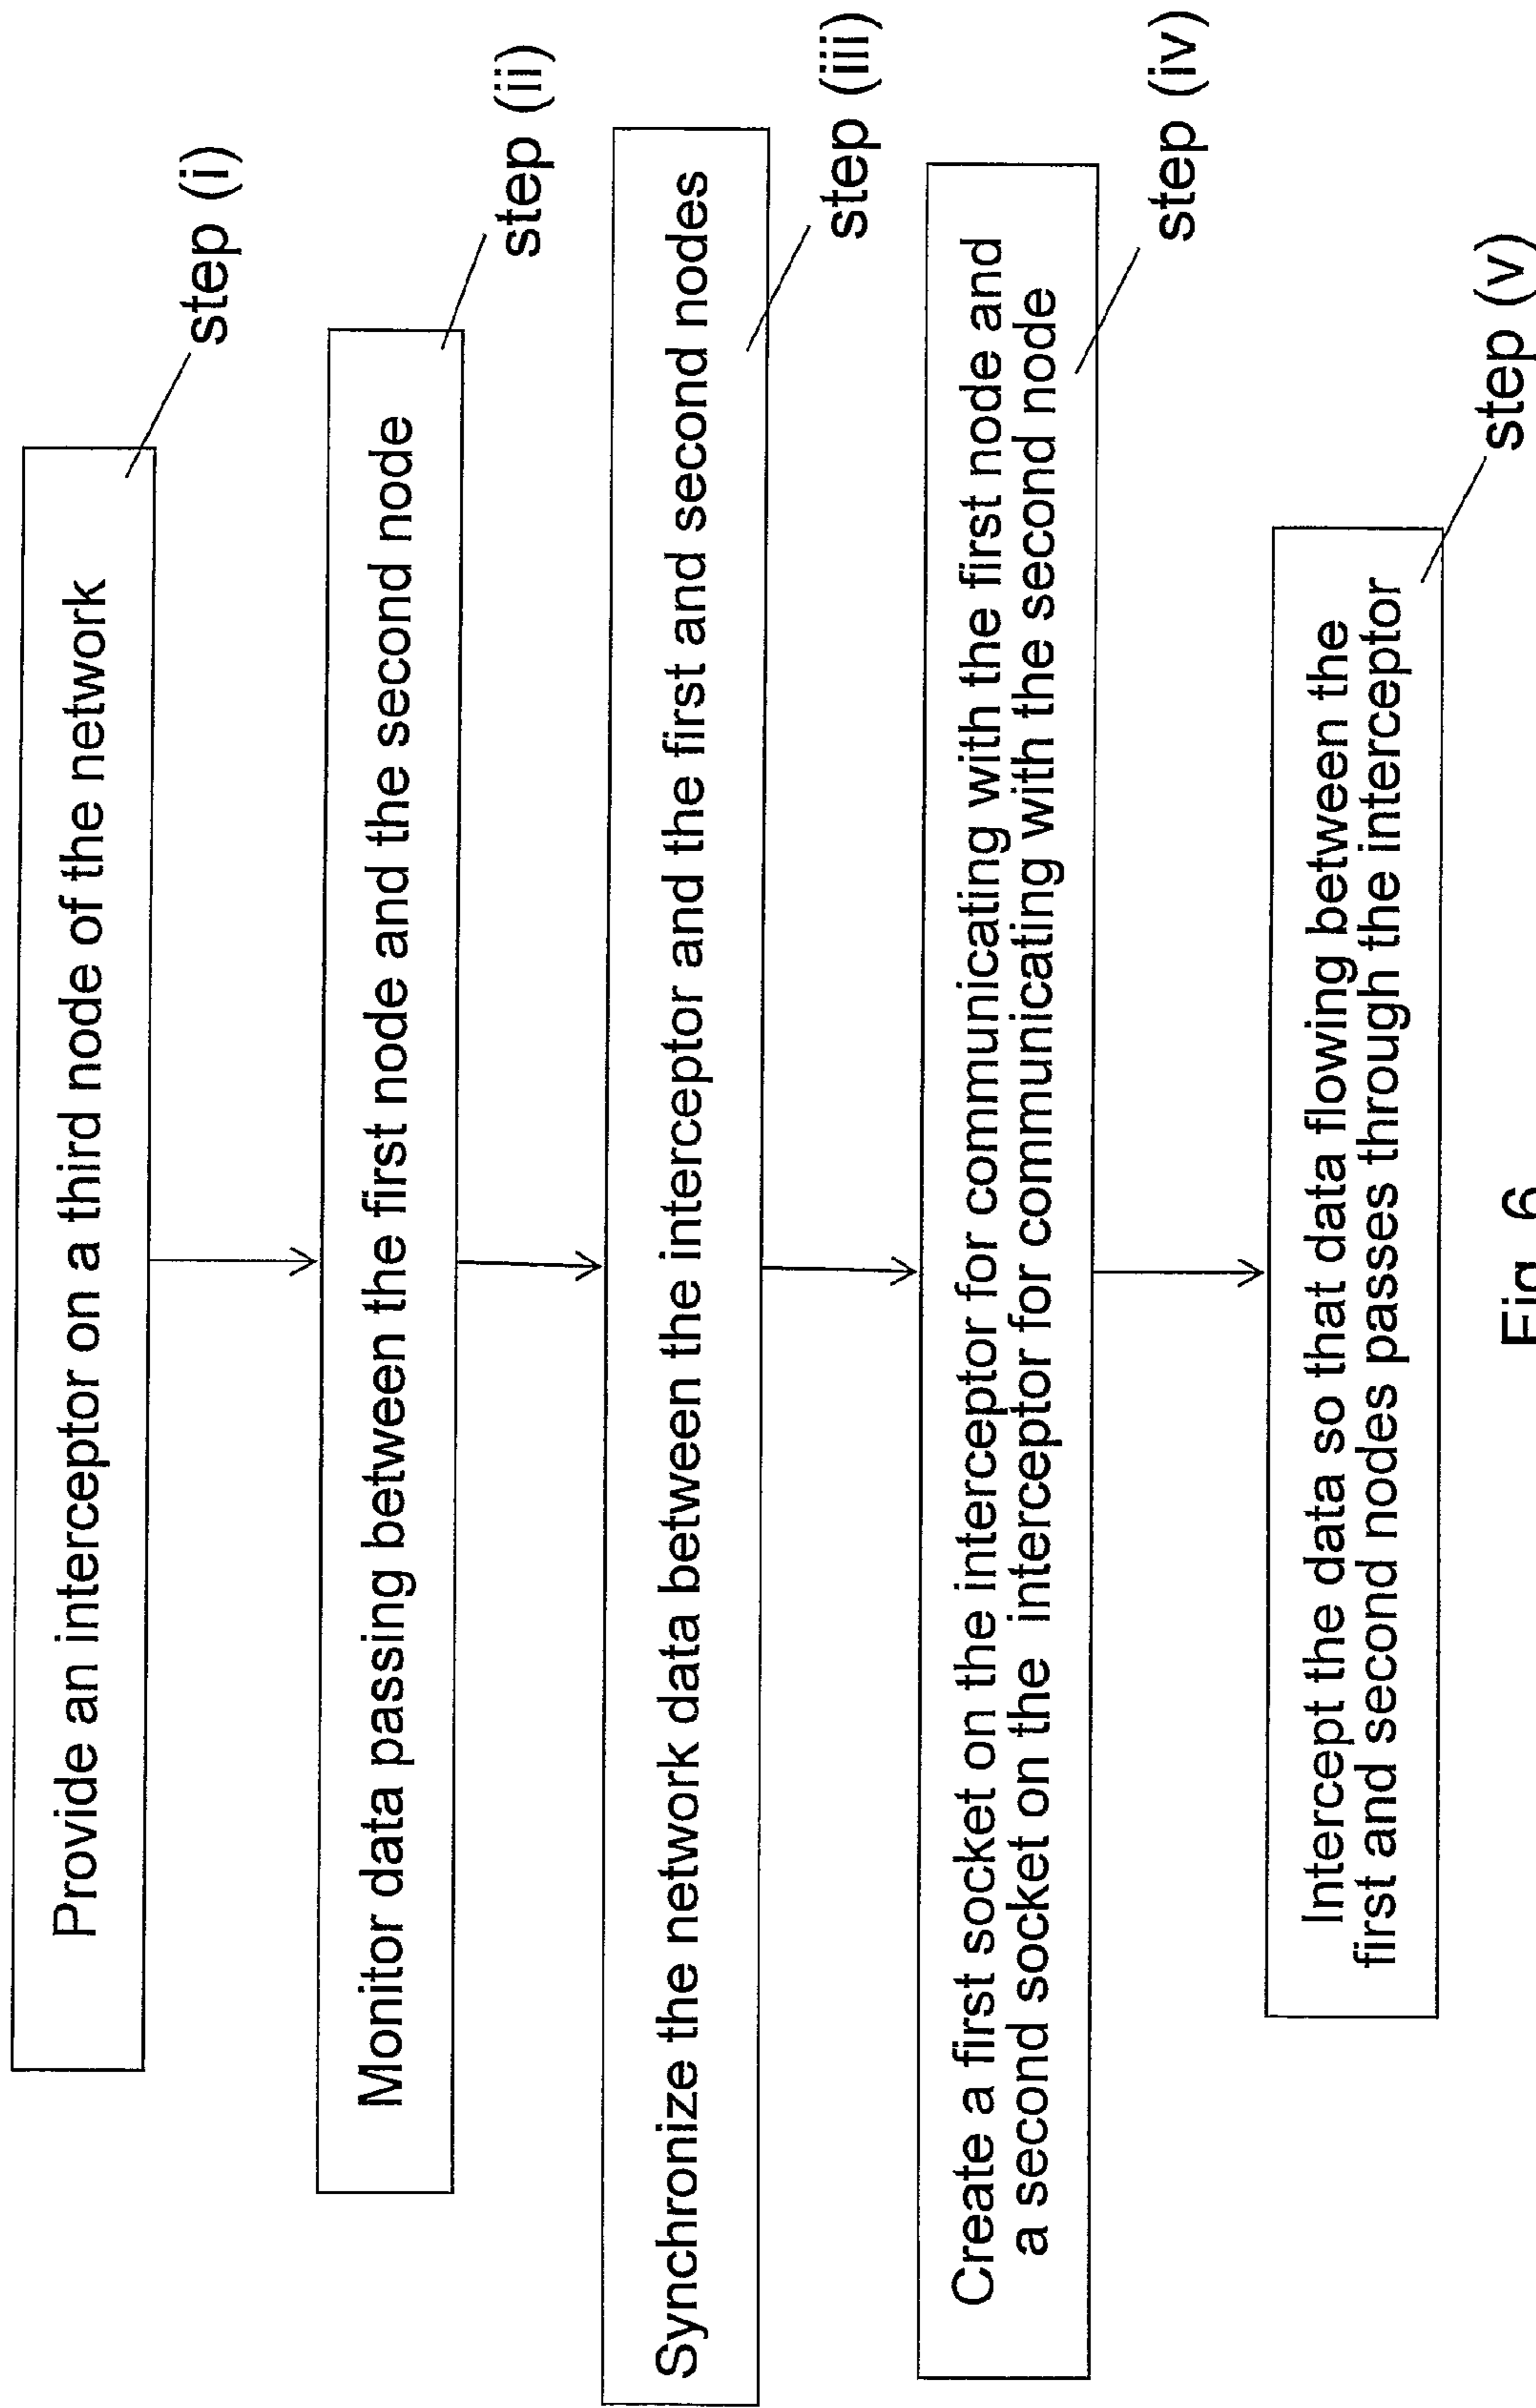 Provide an interceptor on a third node of the network
step (i)
Monitor data passing between the first node and the second node
step (ii)
Synchronize the network data between the interceptor and the first and second nodes
step (iii)
Create a first socket on the interceptor for communicating with the first node and
a second socket on the interceptor for communicating with the second node
step (iv)
Intercept the data so that data flowing between the
first and second nodes passes through the interceptor
step (v)
Fig. 6